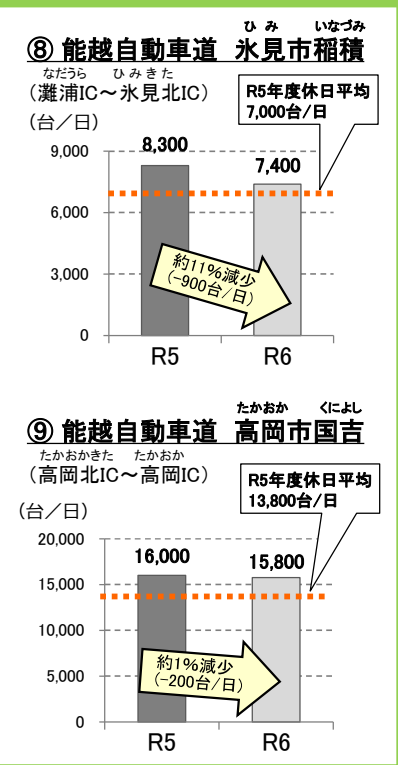 ひみ いなづみ
⑧ 能越自動車道 氷見市稲積
なだうら ひみきた
（灘浦IC～氷見北IC）
R5年度休日平均
7,000台/日
（台／日）
8,300
7,400
9,000
6,000
3,000
0
約11%減少
(-900台/日)
R5 R6
たかおか くによし
⑨ 能越自動車道 高岡市国吉
たかおかきた たかおか
（高岡北IC～高岡IC）
R5年度休日平均
13,800台/日
（台／日）
20,000
16,000
15,800
15,000
10,000
5,000
0
約1%減少
(-200台/日)
R5 R6